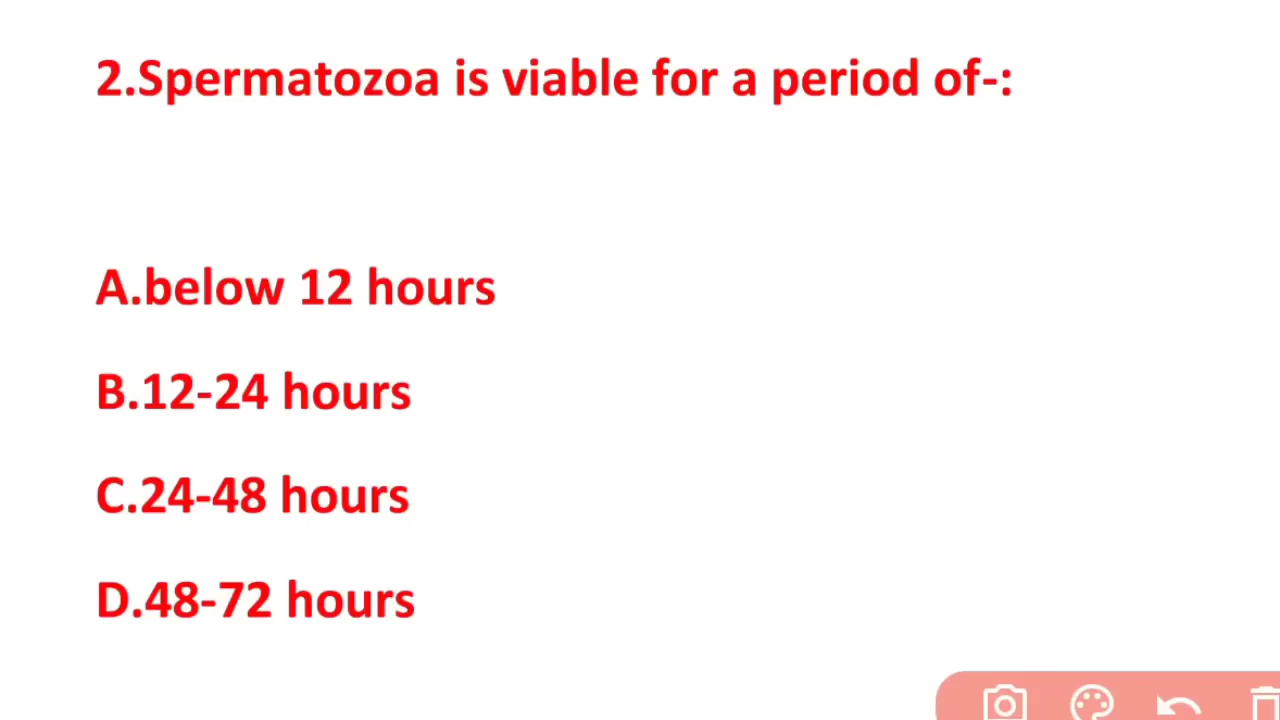 2.Spermatozoa is viable for a period of-:
A.below 12 hours
B.12-24 hours
C.24-48 hours
D.48-72 hours